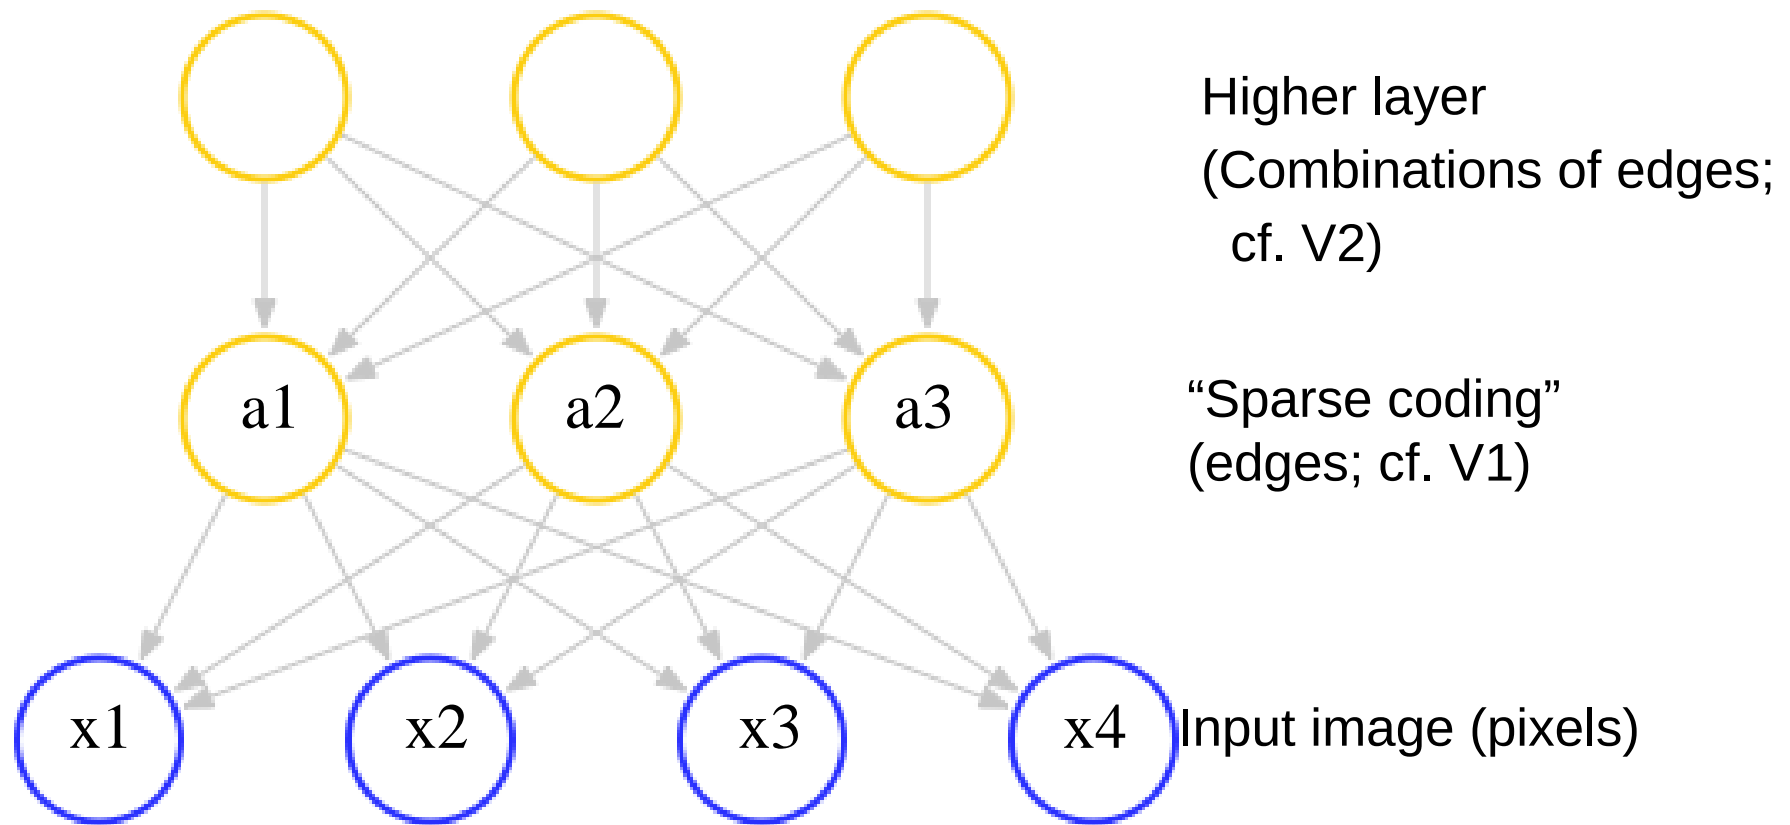 Higher layer
(Combinations of edges;
cf. V2)
a1 a2 a3
“Sparse coding”
(edges; cf. V1)
x1 x2 x3 x4
Input image (pixels)